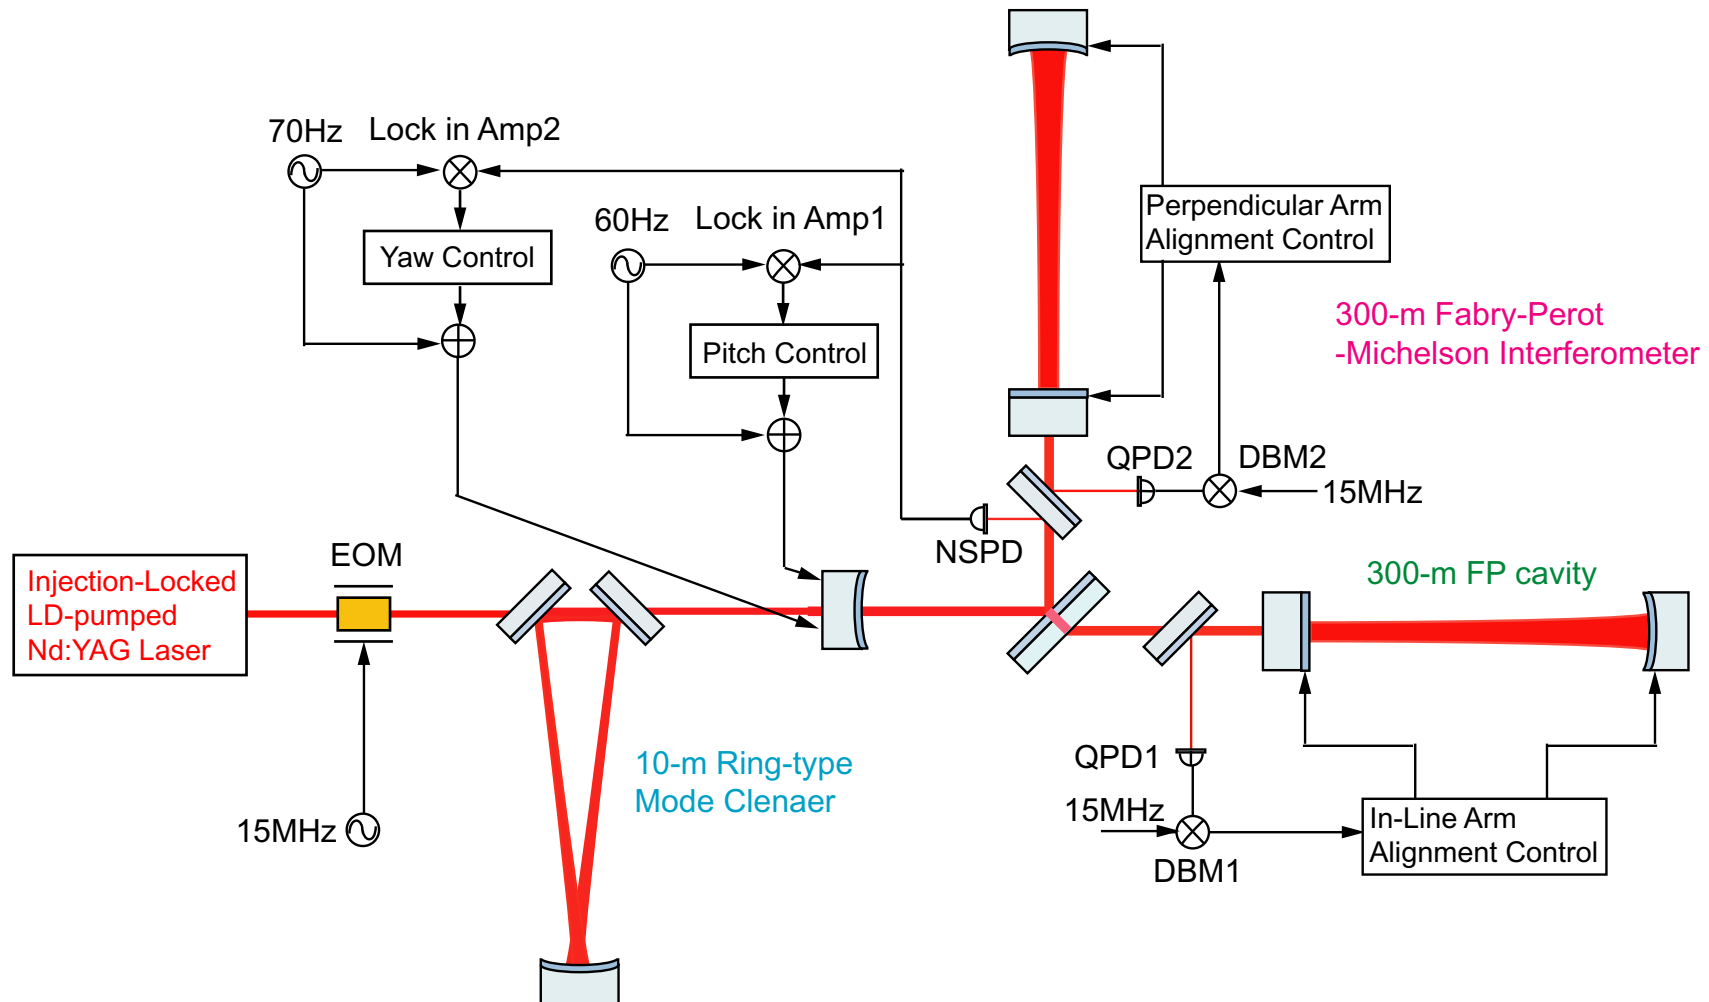 70Hz
Lock in Amp2
60Hz
Lock in Amp1
Yaw Control
Pitch Control
Perpendicular Arm
Alignment Control
300-m Fabry-Perot
-Michelson Interferometer
QPD2
DBM2
15MHz
NSPD
EOM
Injection-Locked
LD-pumped
Nd:YAG Laser
300-m FP cavity
10-m Ring-type
Mode Clenaer
QPD1
15MHz
DBM1
In-Line Arm
Alignment Control
15MHz